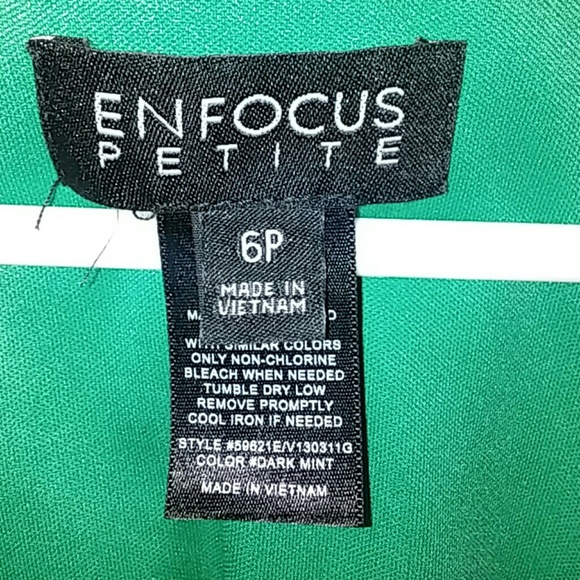 ENFOCUS
PETITE
6P
MADE IN
VIETNAM
WITH SIMILAR COLORS
ONLY NON-CHLORINE
BLEACH WHEN NEEDED
TUMBLE DRY LOW
REMOVE PROMPTLY
COOL IRON IF NEEDED
STYLE #59621E/V130311G
COLOR #DARK MINT
MADE IN VIETNAM